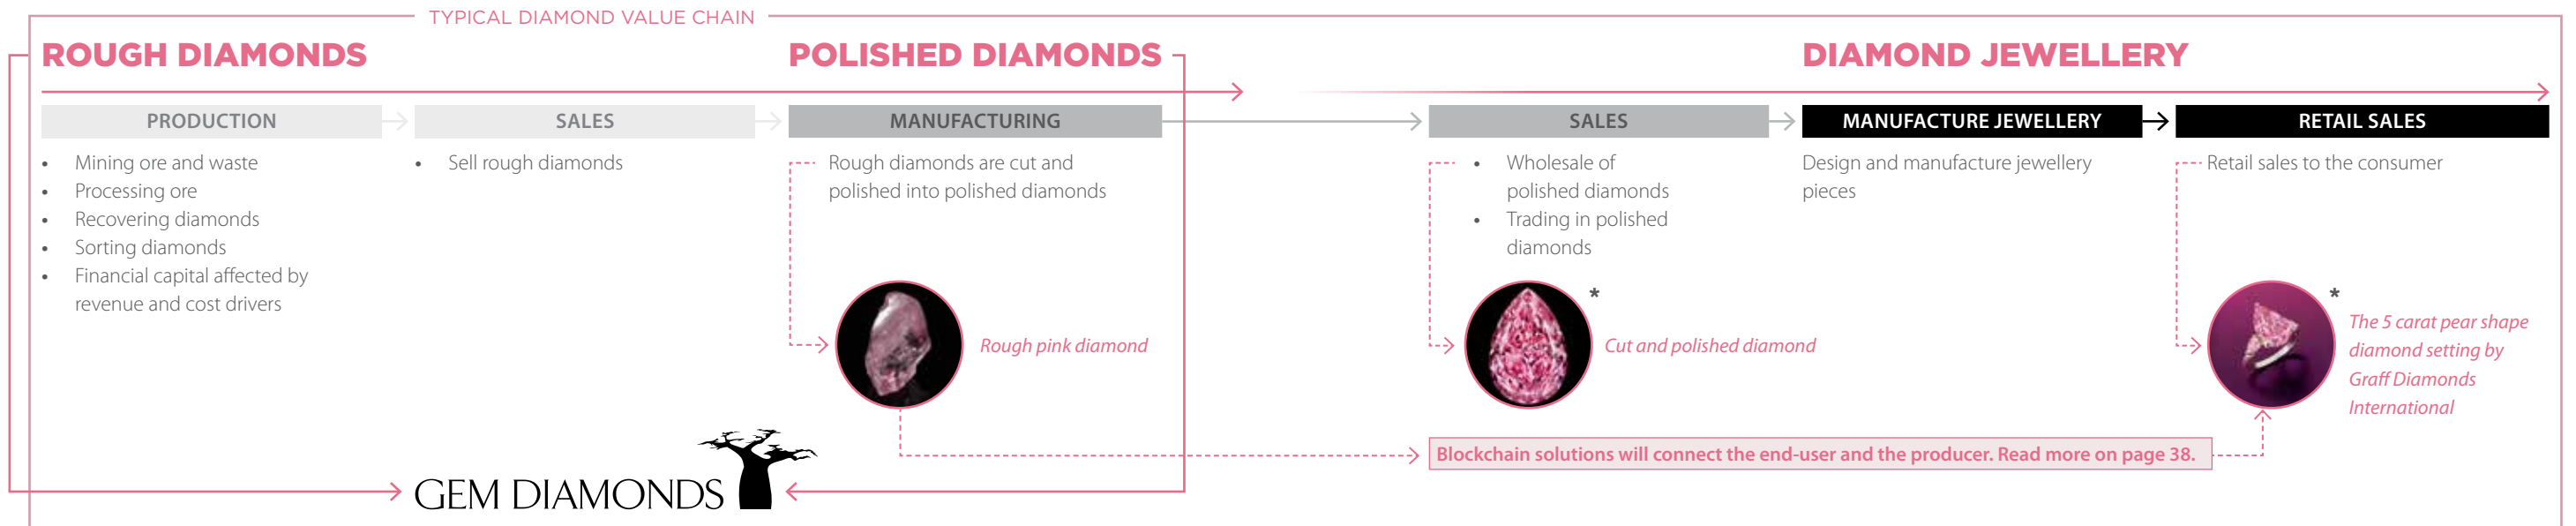 TYPICAL DIAMOND VALUE CHAIN
ROUGH DIAMONDS
POLISHED DIAMONDS
DIAMOND JEWELLERY
PRODUCTION
• Mining ore and waste
• Processing ore
• Recovering diamonds
• Sorting diamonds
• Financial capital affected by
revenue and cost drivers
SALES
• Sell rough diamonds
MANUFACTURING
Rough diamonds are cut and
polished into polished diamonds
Rough pink diamond
SALES
• Wholesale of
polished diamonds
• Trading in polished
diamonds
*
Cut and polished diamond
MANUFACTURE JEWELLERY
Design and manufacture jewellery
pieces
RETAIL SALES
Retail sales to the consumer
*
The 5 carat pear shape
diamond setting by
Graff Diamonds
International
Blockchain solutions will connect the end-user and the producer. Read more on page 38.
GEM DIAMONDS